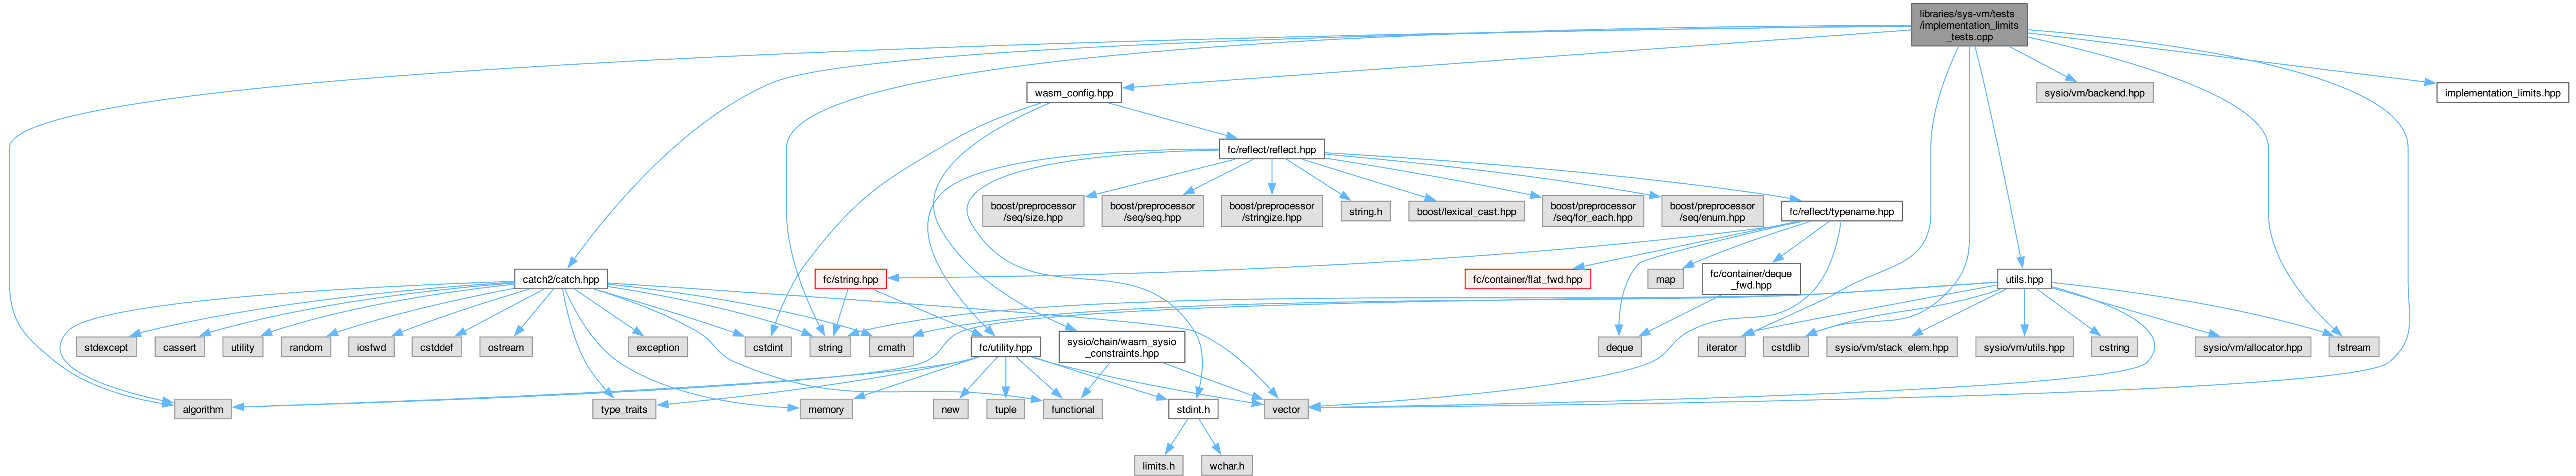 libraries/sys-vm/tests
/implementation_limits
_tests.cpp
wasm_config.hpp
sysio/vm/backend.hpp
implementation_limits.hpp
fc/reflect/reflect.hpp
boost/preprocessor
/seq/size.hpp
boost/preprocessor
/seq/seq.hpp
boost/preprocessor
/stringize.hpp
string.h
boost/lexical_cast.hpp
boost/preprocessor
/seq/for_each.hpp
boost/preprocessor
/seq/enum.hpp
fc/reflect/typename.hpp
catch2/catch.hpp
fc/string.hpp
fc/container/flat_fwd.hpp
map
fc/container/deque
_fwd.hpp
utils.hpp
stdexcept
cassert
utility
random
iosfwd
cstddef
ostream
exception
cstdint
string
cmath
fc/utility.hpp
sysio/chain/wasm_sysio
_constraints.hpp
deque
iterator
cstdlib
sysio/vm/stack_elem.hpp
sysio/vm/utils.hpp
cstring
sysio/vm/allocator.hpp
fstream
algorithm
type_traits
memory
new
tuple
functional
stdint.h
vector
limits.h
wchar.h